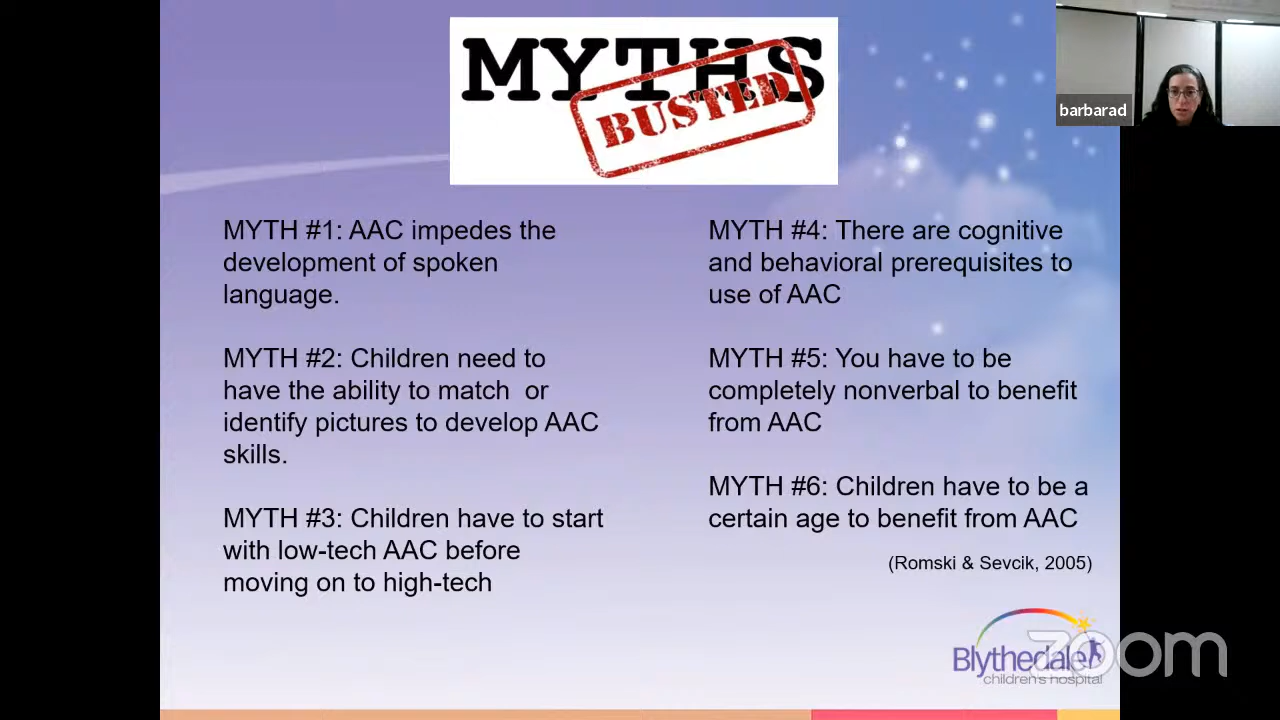 MYTHS
BUSTED
barbarad
MYTH #1: AAC impedes the
development of spoken
language.
MYTH #2: Children need to
have the ability to match or
identify pictures to develop AAC
skills.
MYTH #3: Children have to start
with low-tech AAC before
moving on to high-tech
MYTH #4: There are cognitive
and behavioral prerequisites to
use of AAC
MYTH #5: You have to be
completely nonverbal to benefit
from AAC
MYTH #6: Children have to be a
certain age to benefit from AAC
(Romski & Sevcik, 2005)
Blythedale
children's hospital
zoom